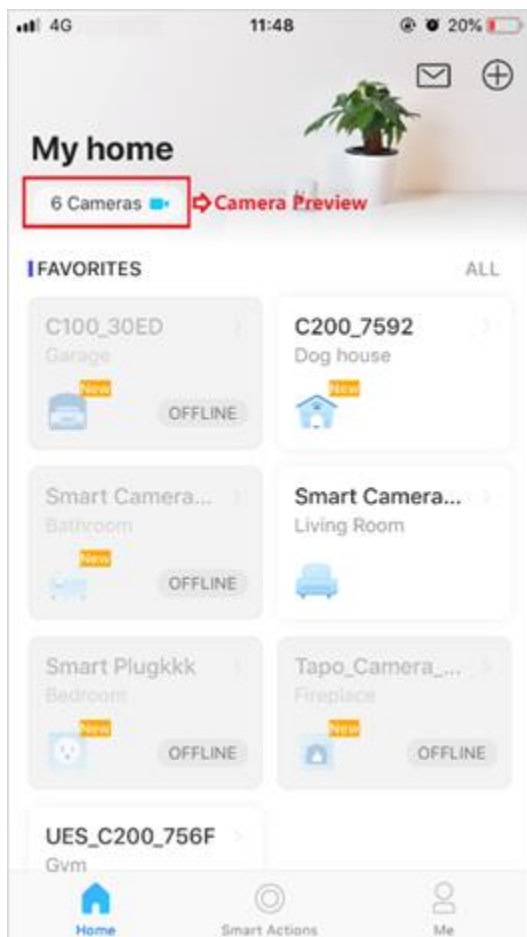 4G 11:48 20%
My home
6 Cameras Camera Preview
FAVORITES ALL
C100_30ED C200_7592
Garage Dog house
New New
OFFLINE
Smart Camera... Smart Camera...
Bathroom Living Room
New
OFFLINE
Smart Plugkkk Tapo_Camera_...
Bedroom Fireplace
New New
OFFLINE OFFLINE
UES_C200_756F
Gym
Home Smart Actions Me